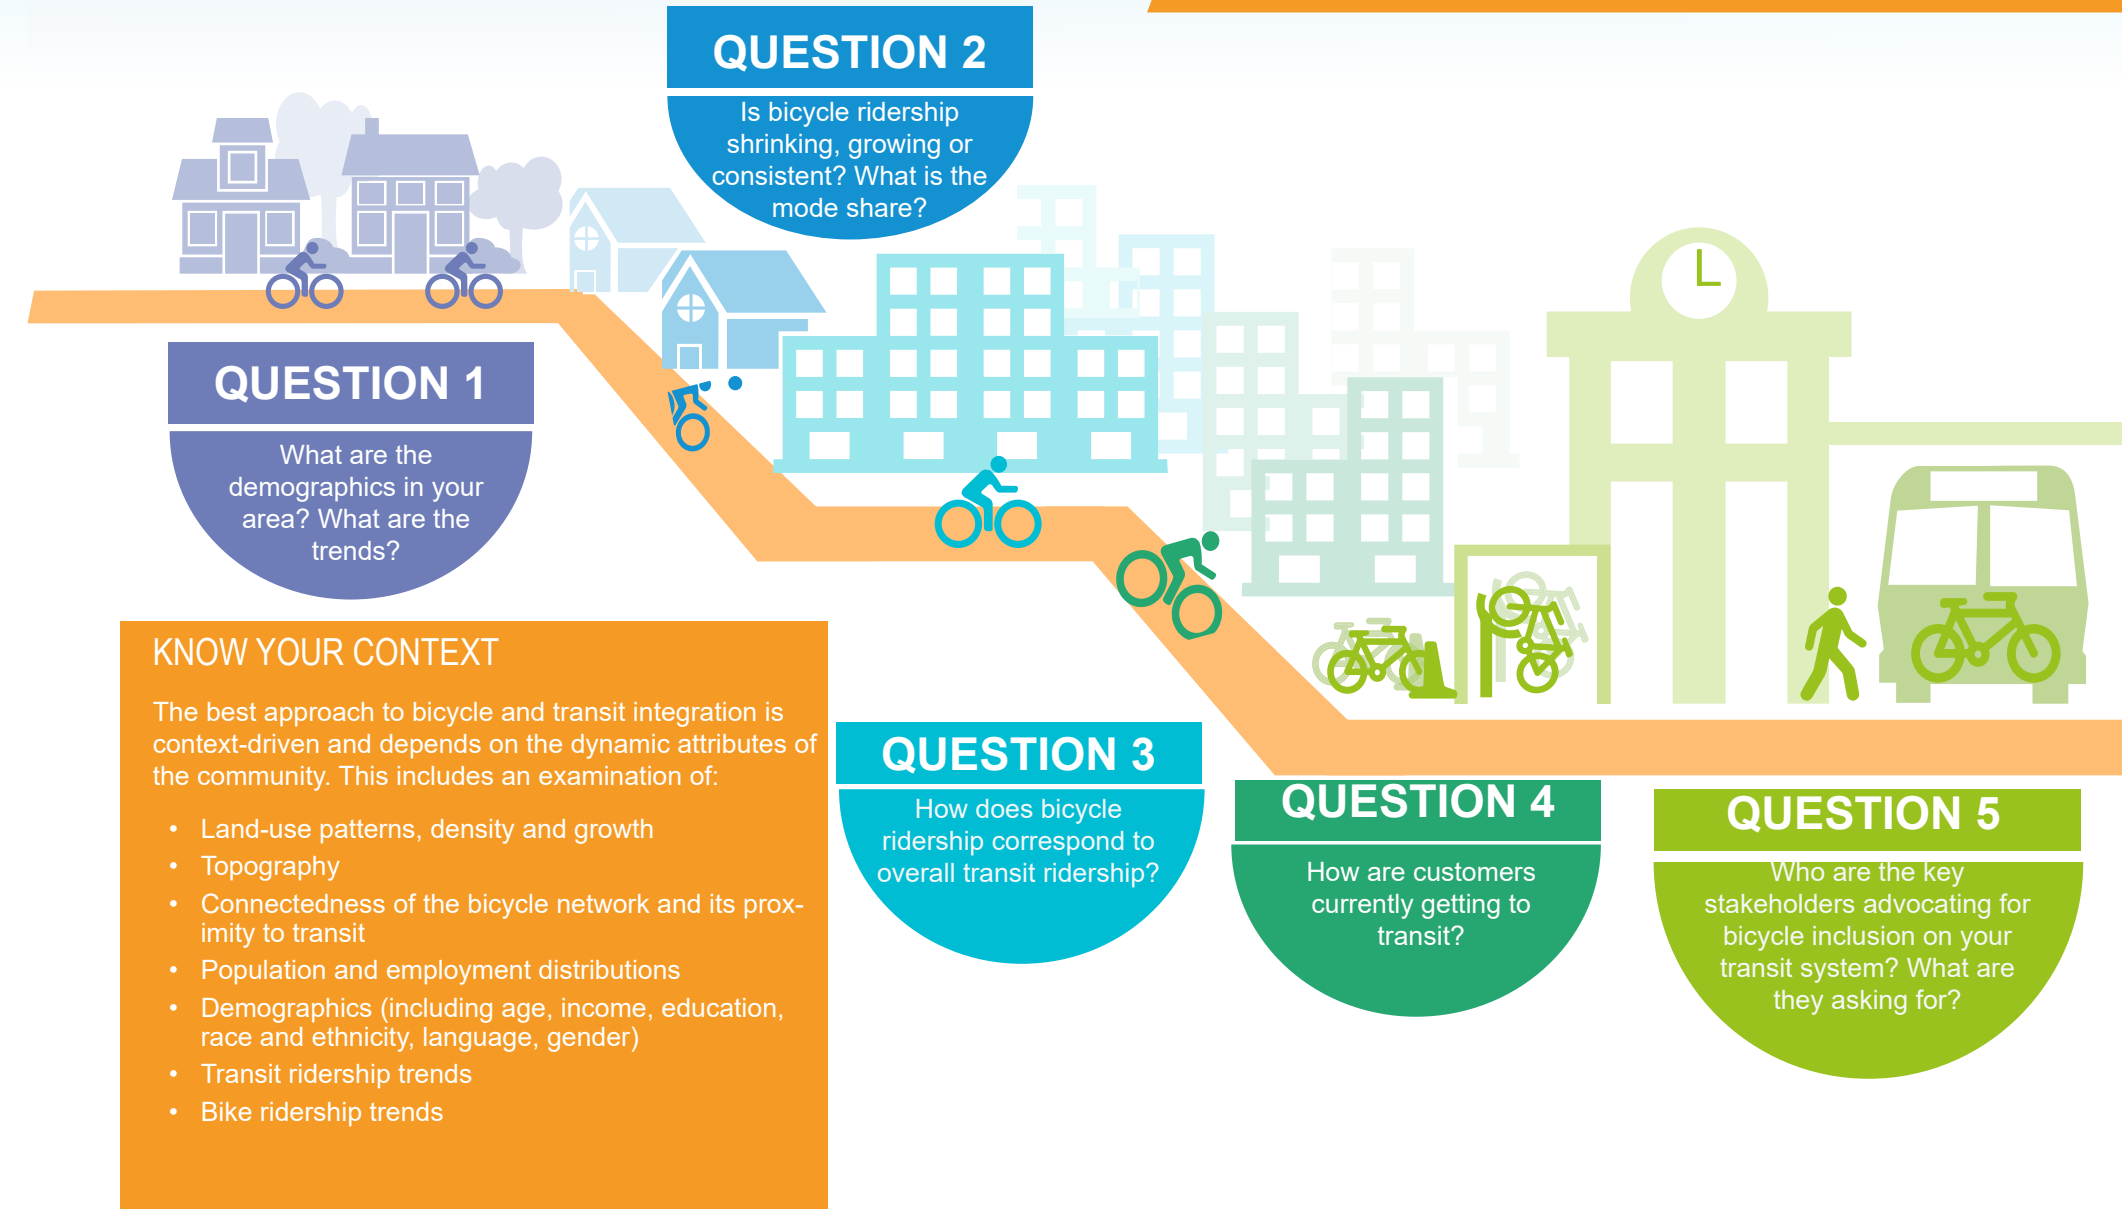 QUESTION 2
Is bicycle ridership
shrinking, growing or
consistent? What is the
mode share?
QUESTION 1
What are the
demographics in your
area? What are the
trends?
KNOW YOUR CONTEXT
The best approach to bicycle and transit integration is
context-driven and depends on the dynamic attributes of
the community. This includes an examination of:
• Land-use patterns, density and growth
• Topography
• Connectedness of the bicycle network and its prox-
imity to transit
• Population and employment distributions
• Demographics (including age, income, education,
race and ethnicity, language, gender)
• Transit ridership trends
• Bike ridership trends
QUESTION 3
How does bicycle
ridership correspond to
overall transit ridership?
QUESTION 4
How are customers
currently getting to
transit?
QUESTION 5
Who are the key
stakeholders advocating for
bicycle inclusion on your
transit system? What are
they asking for?